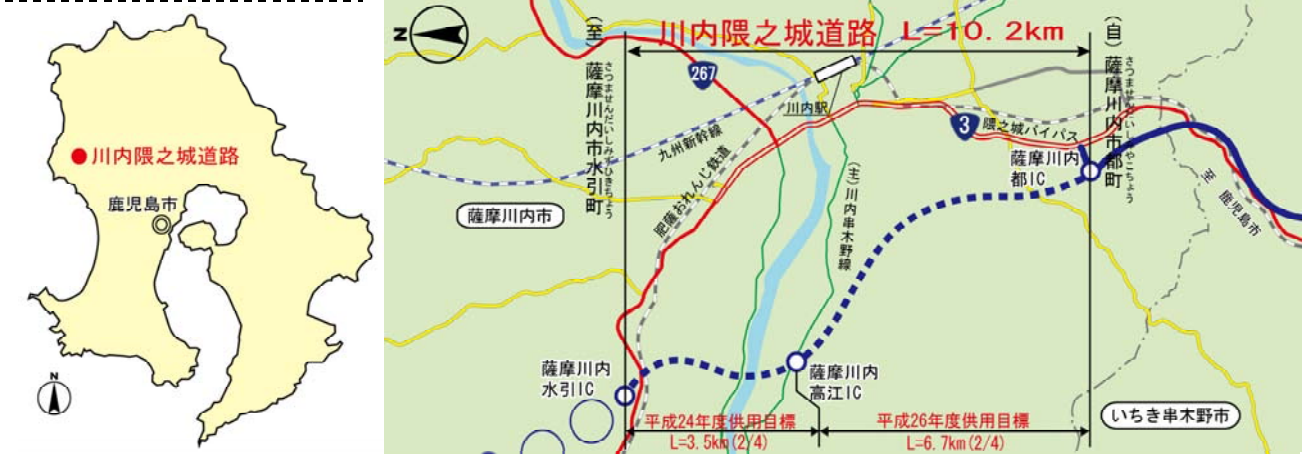 川内隈之城道路
鹿児島市
N
N
川内隈之城道路 L=10.2km
(至)薩摩川内市水引町
さつませんだいしみずひきちょう
(自)薩摩川内市都町
さつませんだいしみやこちょう
267
川内駅
九州新幹線
肥薩おれんじ鉄道
3
隈之城バイパス
薩摩川内
都IC
至 鹿児島市
薩摩川内市
(主)川内串木野線
薩摩川内
水引IC
薩摩川内
高江IC
いちき串木野市
平成24年度供用目標
L=3.5km(2/4)
平成26年度供用目標
L=6.7km(2/4)